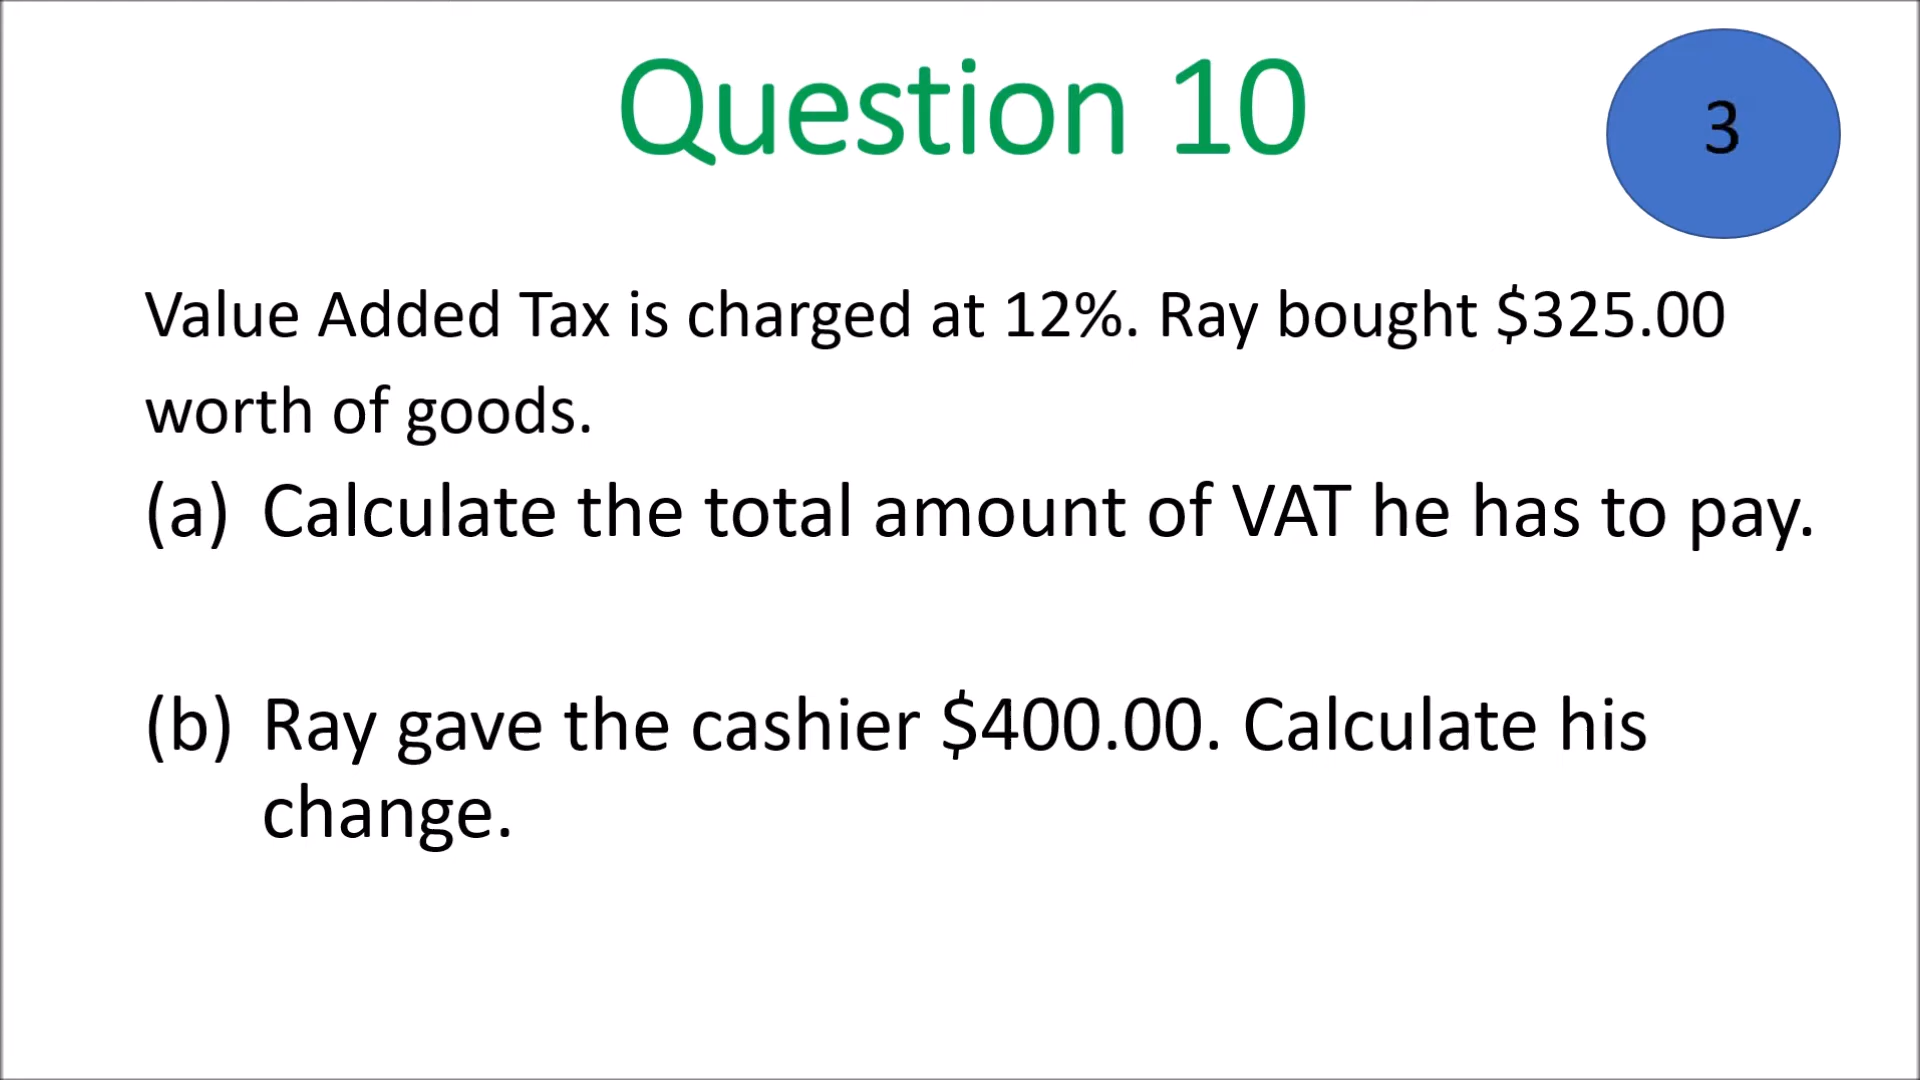 Question 10
3
Value Added Tax is charged at 12%. Ray bought $325.00
worth of goods.
(a) Calculate the total amount of VAT he has to pay.
(b) Ray gave the cashier $400.00. Calculate his
change.